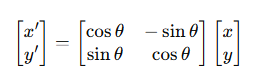 [x′ y′] = [cos θ − sin θ sin θ cos θ] [x y]